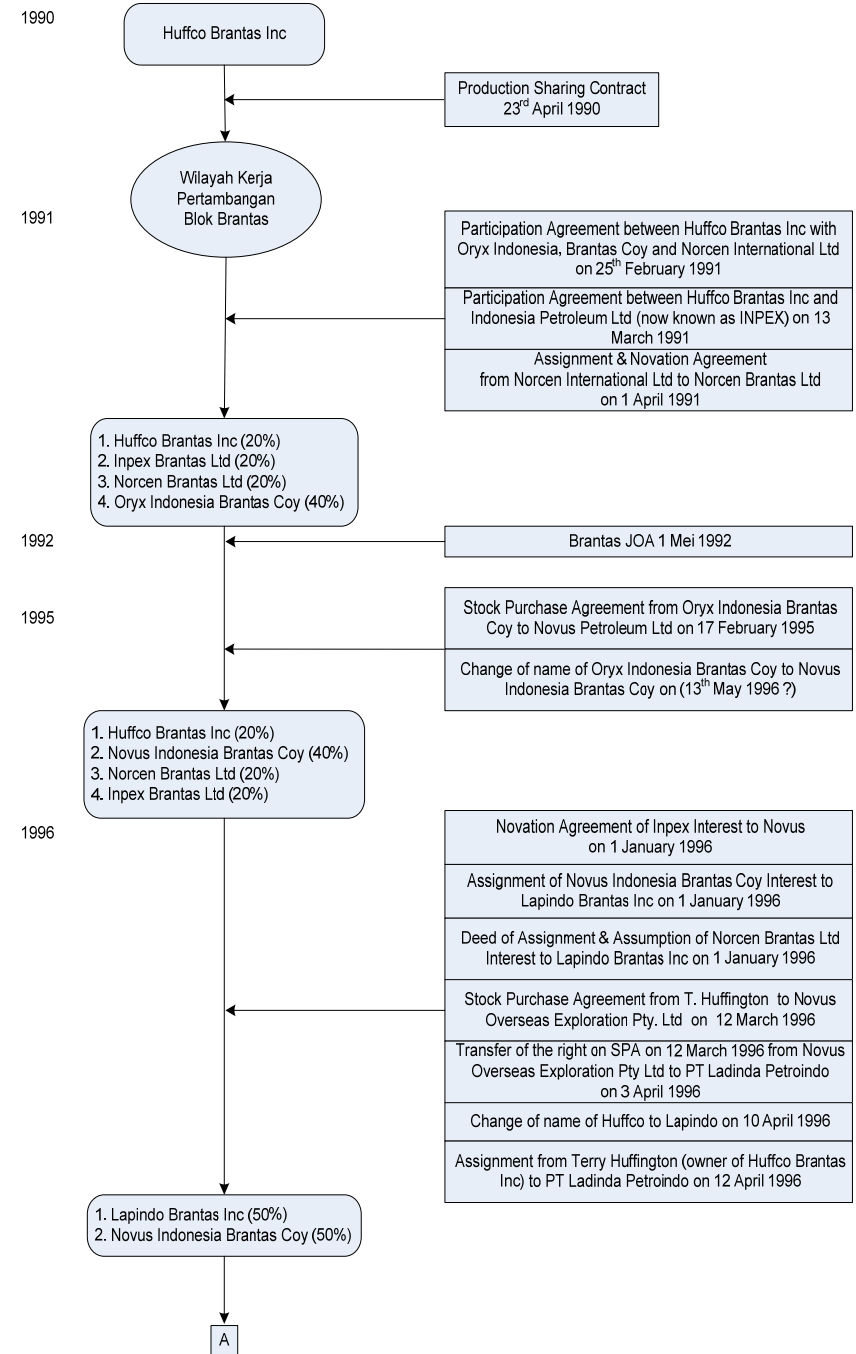 1990
Huffco Brantas Inc
Production Sharing Contract
23rd April 1990
Wilayah Kerja
Pertambangan
Blok Brantas
1991
Participation Agreement between Huffco Brantas Inc with
Oryx Indonesia, Brantas Coy and Norcen International Ltd
on 25th February 1991
Participation Agreement between Huffco Brantas Inc and
Indonesia Petroleum Ltd (now known as INPEX) on 13
March 1991
Assignment & Novation Agreement
from Norcen International Ltd to Norcen Brantas Ltd
on 1 April 1991
1. Huffco Brantas Inc (20%)
2. Inpex Brantas Ltd (20%)
3. Norcen Brantas Ltd (20%)
4. Oryx Indonesia Brantas Coy (40%)
1992
Brantas JOA 1 Mei 1992
1995
Stock Purchase Agreement from Oryx Indonesia Brantas
Coy to Novus Petroleum Ltd on 17 February 1995
Change of name of Oryx Indonesia Brantas Coy to Novus
Indonesia Brantas Coy on (13th May 1996 ?)
1. Huffco Brantas Inc (20%)
2. Novus Indonesia Brantas Coy (40%)
3. Norcen Brantas Ltd (20%)
4. Inpex Brantas Ltd (20%)
1996
Novation Agreement of Inpex Interest to Novus
on 1 January 1996
Assignment of Novus Indonesia Brantas Coy Interest to
Lapindo Brantas Inc on 1 January 1996
Deed of Assignment & Assumption of Norcen Brantas Ltd
Interest to Lapindo Brantas Inc on 1 January 1996
Stock Purchase Agreement from T. Huffington to Novus
Overseas Exploration Pty. Ltd on 12 March 1996
Transfer of the right on SPA on 12 March 1996 from Novus
Overseas Exploration Pty Ltd to PT Ladinda Petroindo
on 3 April 1996
Change of name of Huffco to Lapindo on 10 April 1996
Assignment from Terry Huffington (owner of Huffco Brantas
Inc) to PT Ladinda Petroindo on 12 April 1996
1. Lapindo Brantas Inc (50%)
2. Novus Indonesia Brantas Coy (50%)
A